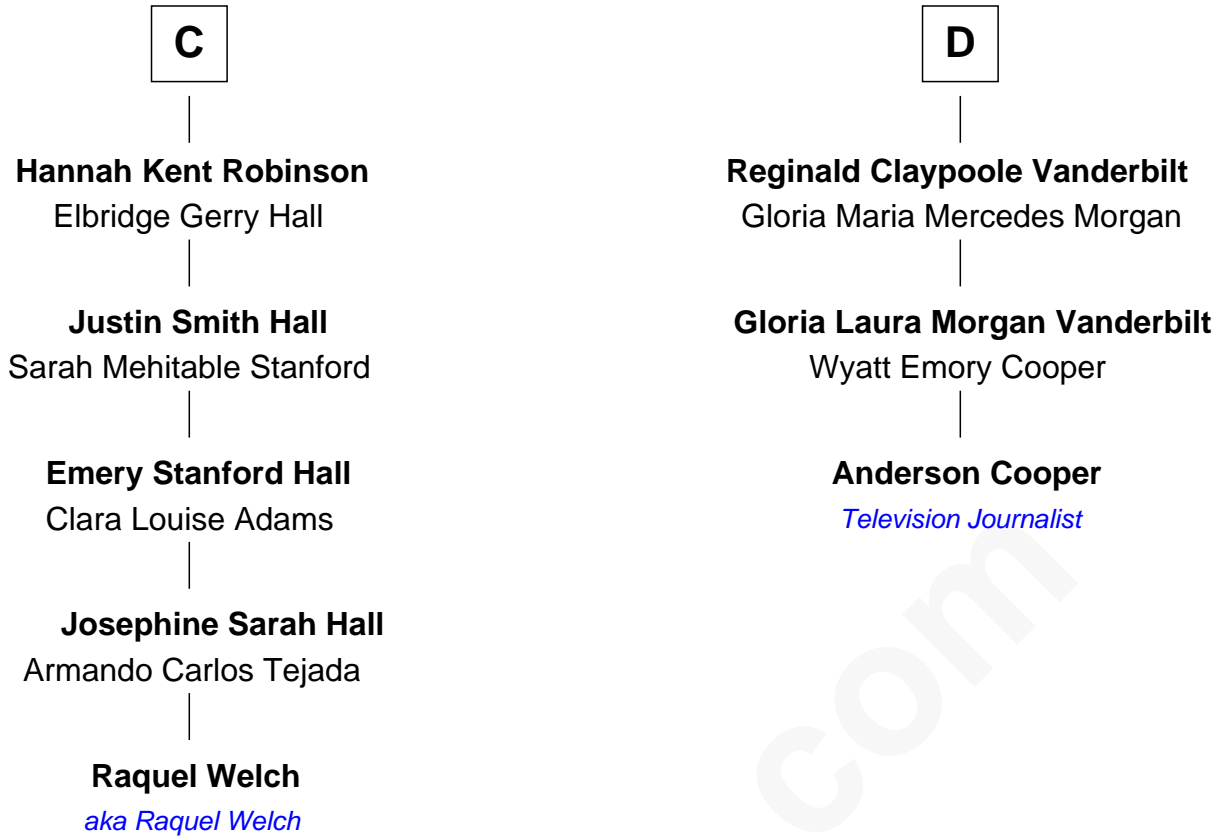 C
Hannah Kent Robinson
Elbridge Gerry Hall
Justin Smith Hall
Sarah Mehitable Stanford
Emery Stanford Hall
Clara Louise Adams
Josephine Sarah Hall
Armando Carlos Tejada
Raquel Welch
aka Raquel Welch
D
Reginald Claypoole Vanderbilt
Gloria Maria Mercedes Morgan
Gloria Laura Morgan Vanderbilt
Wyatt Emory Cooper
Anderson Cooper
Television Journalist
com